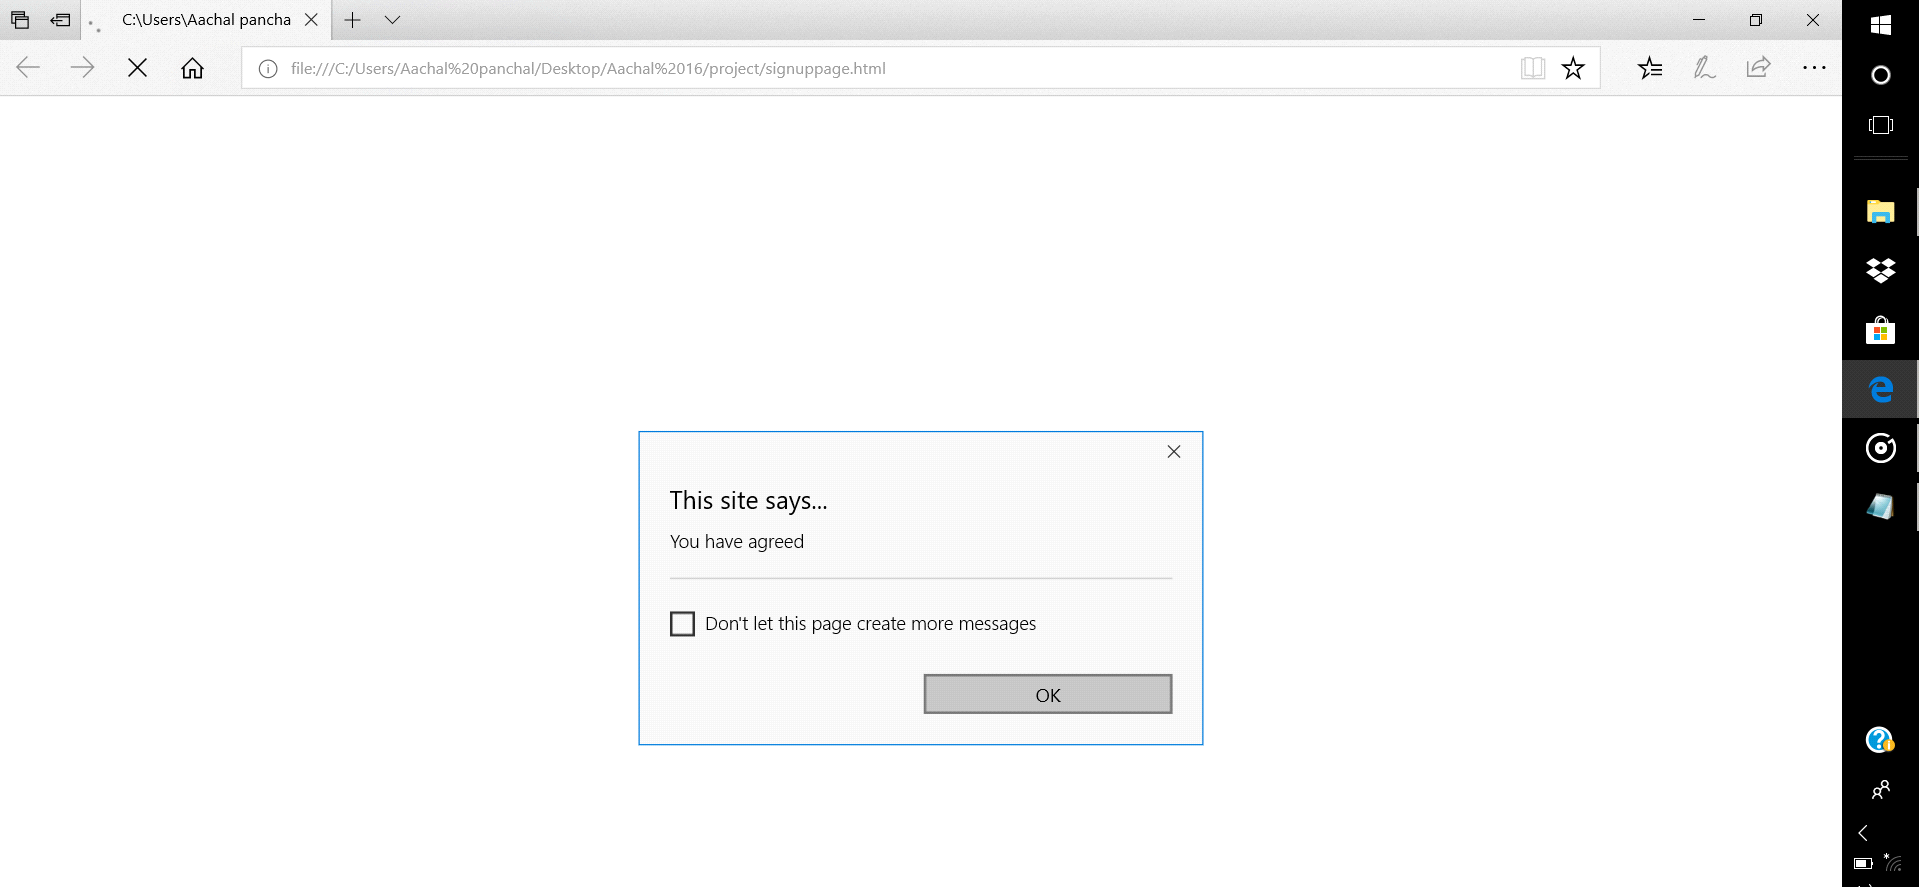 C:\Users\Aachal pancha
file:///C:/Users/Aachal%20panchal/Desktop/Aachal%2016/project/signuppage.html
This site says...
You have agreed
Don't let this page create more messages
OK